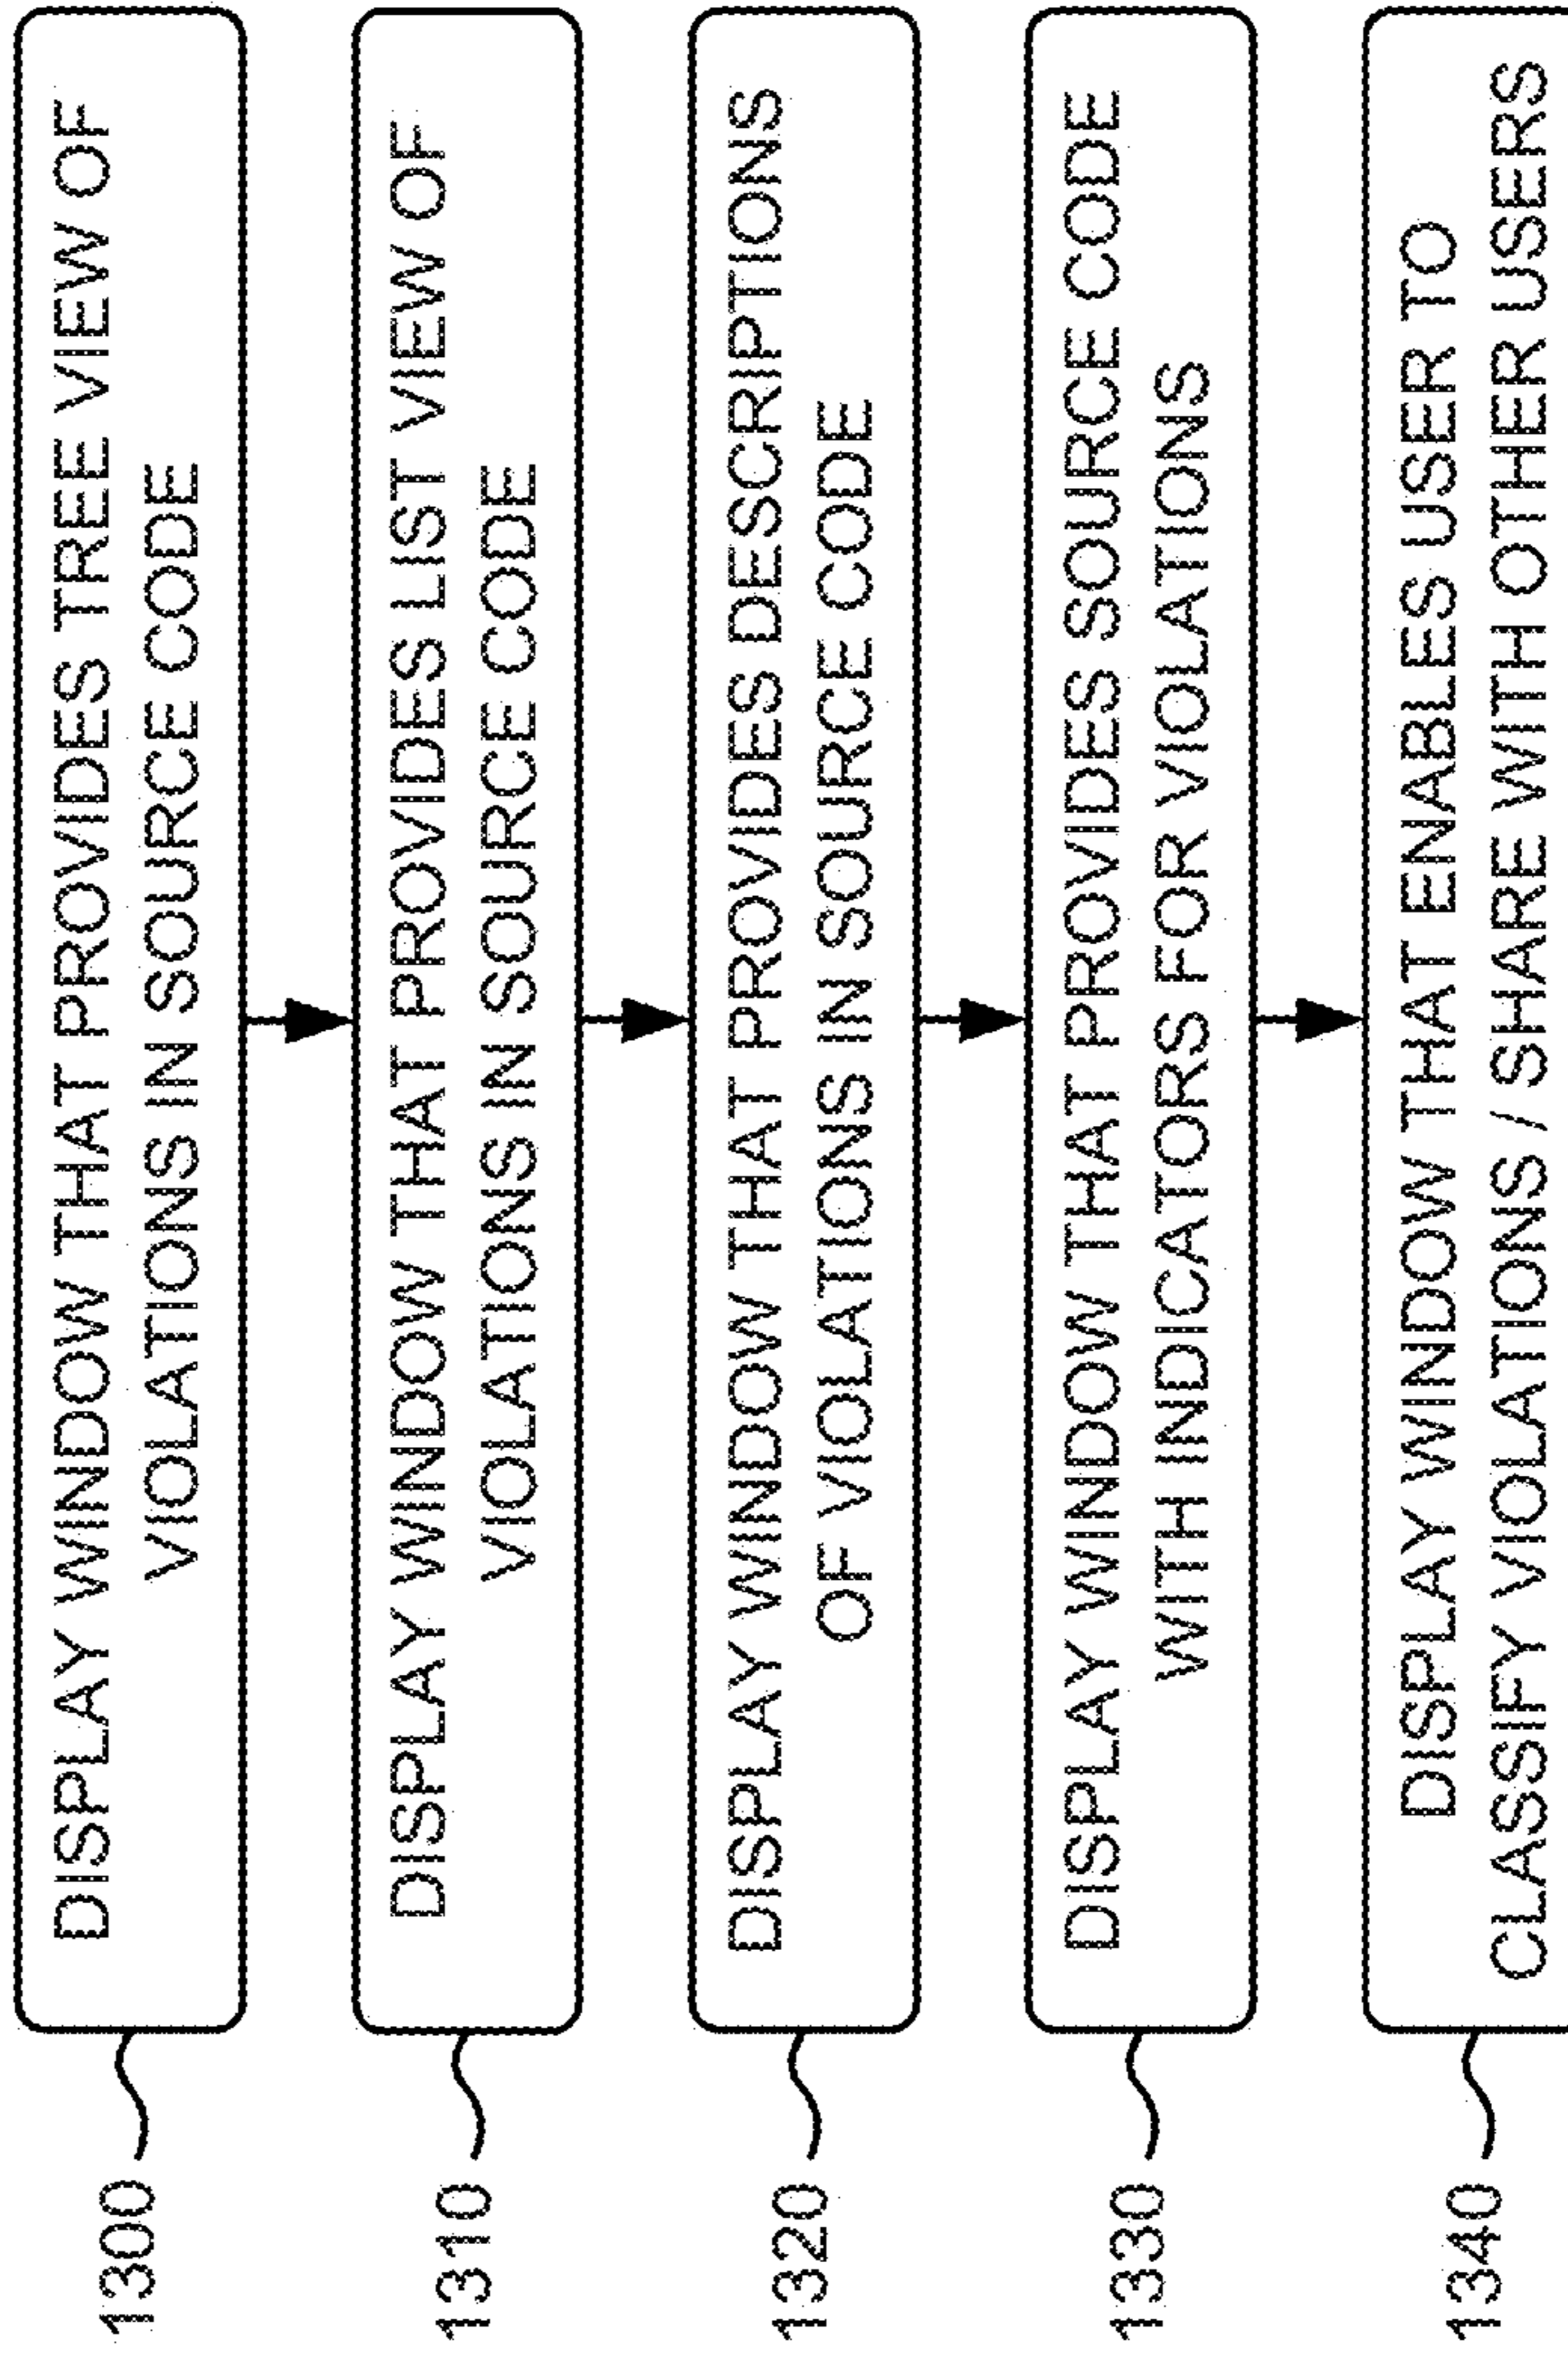 1300
DISPLAY WINDOW THAT PROVIDES TREE VIEW OF
VIOLATIONS IN SOURCE CODE
1310
DISPLAY WINDOW THAT PROVIDES LIST VIEW OF
VIOLATIONS IN SOURCE CODE
1320
DISPLAY WINDOW THAT PROVIDES DESCRIPTIONS
OF VIOLATIONS IN SOURCE CODE
1330
DISPLAY WINDOW THAT PROVIDES SOURCE CODE
WITH INDICATORS FOR VIOLATIONS
1340
DISPLAY WINDOW THAT ENABLES USER TO
CLASSIFY VIOLATIONS / SHARE WITH OTHER USERS